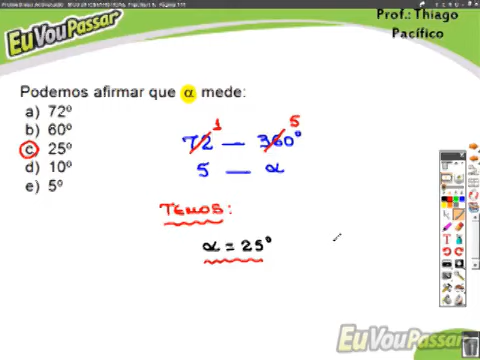 EuVouPassar
Prof.: Thiago
Pacífico
Podemos afirmar que α mede:
a) 72º
b) 60º
c) 25º
d) 10º
e) 5º
1 5
72 — 360°
5 — α
TEMOS:
α = 25°
EuVouPassar